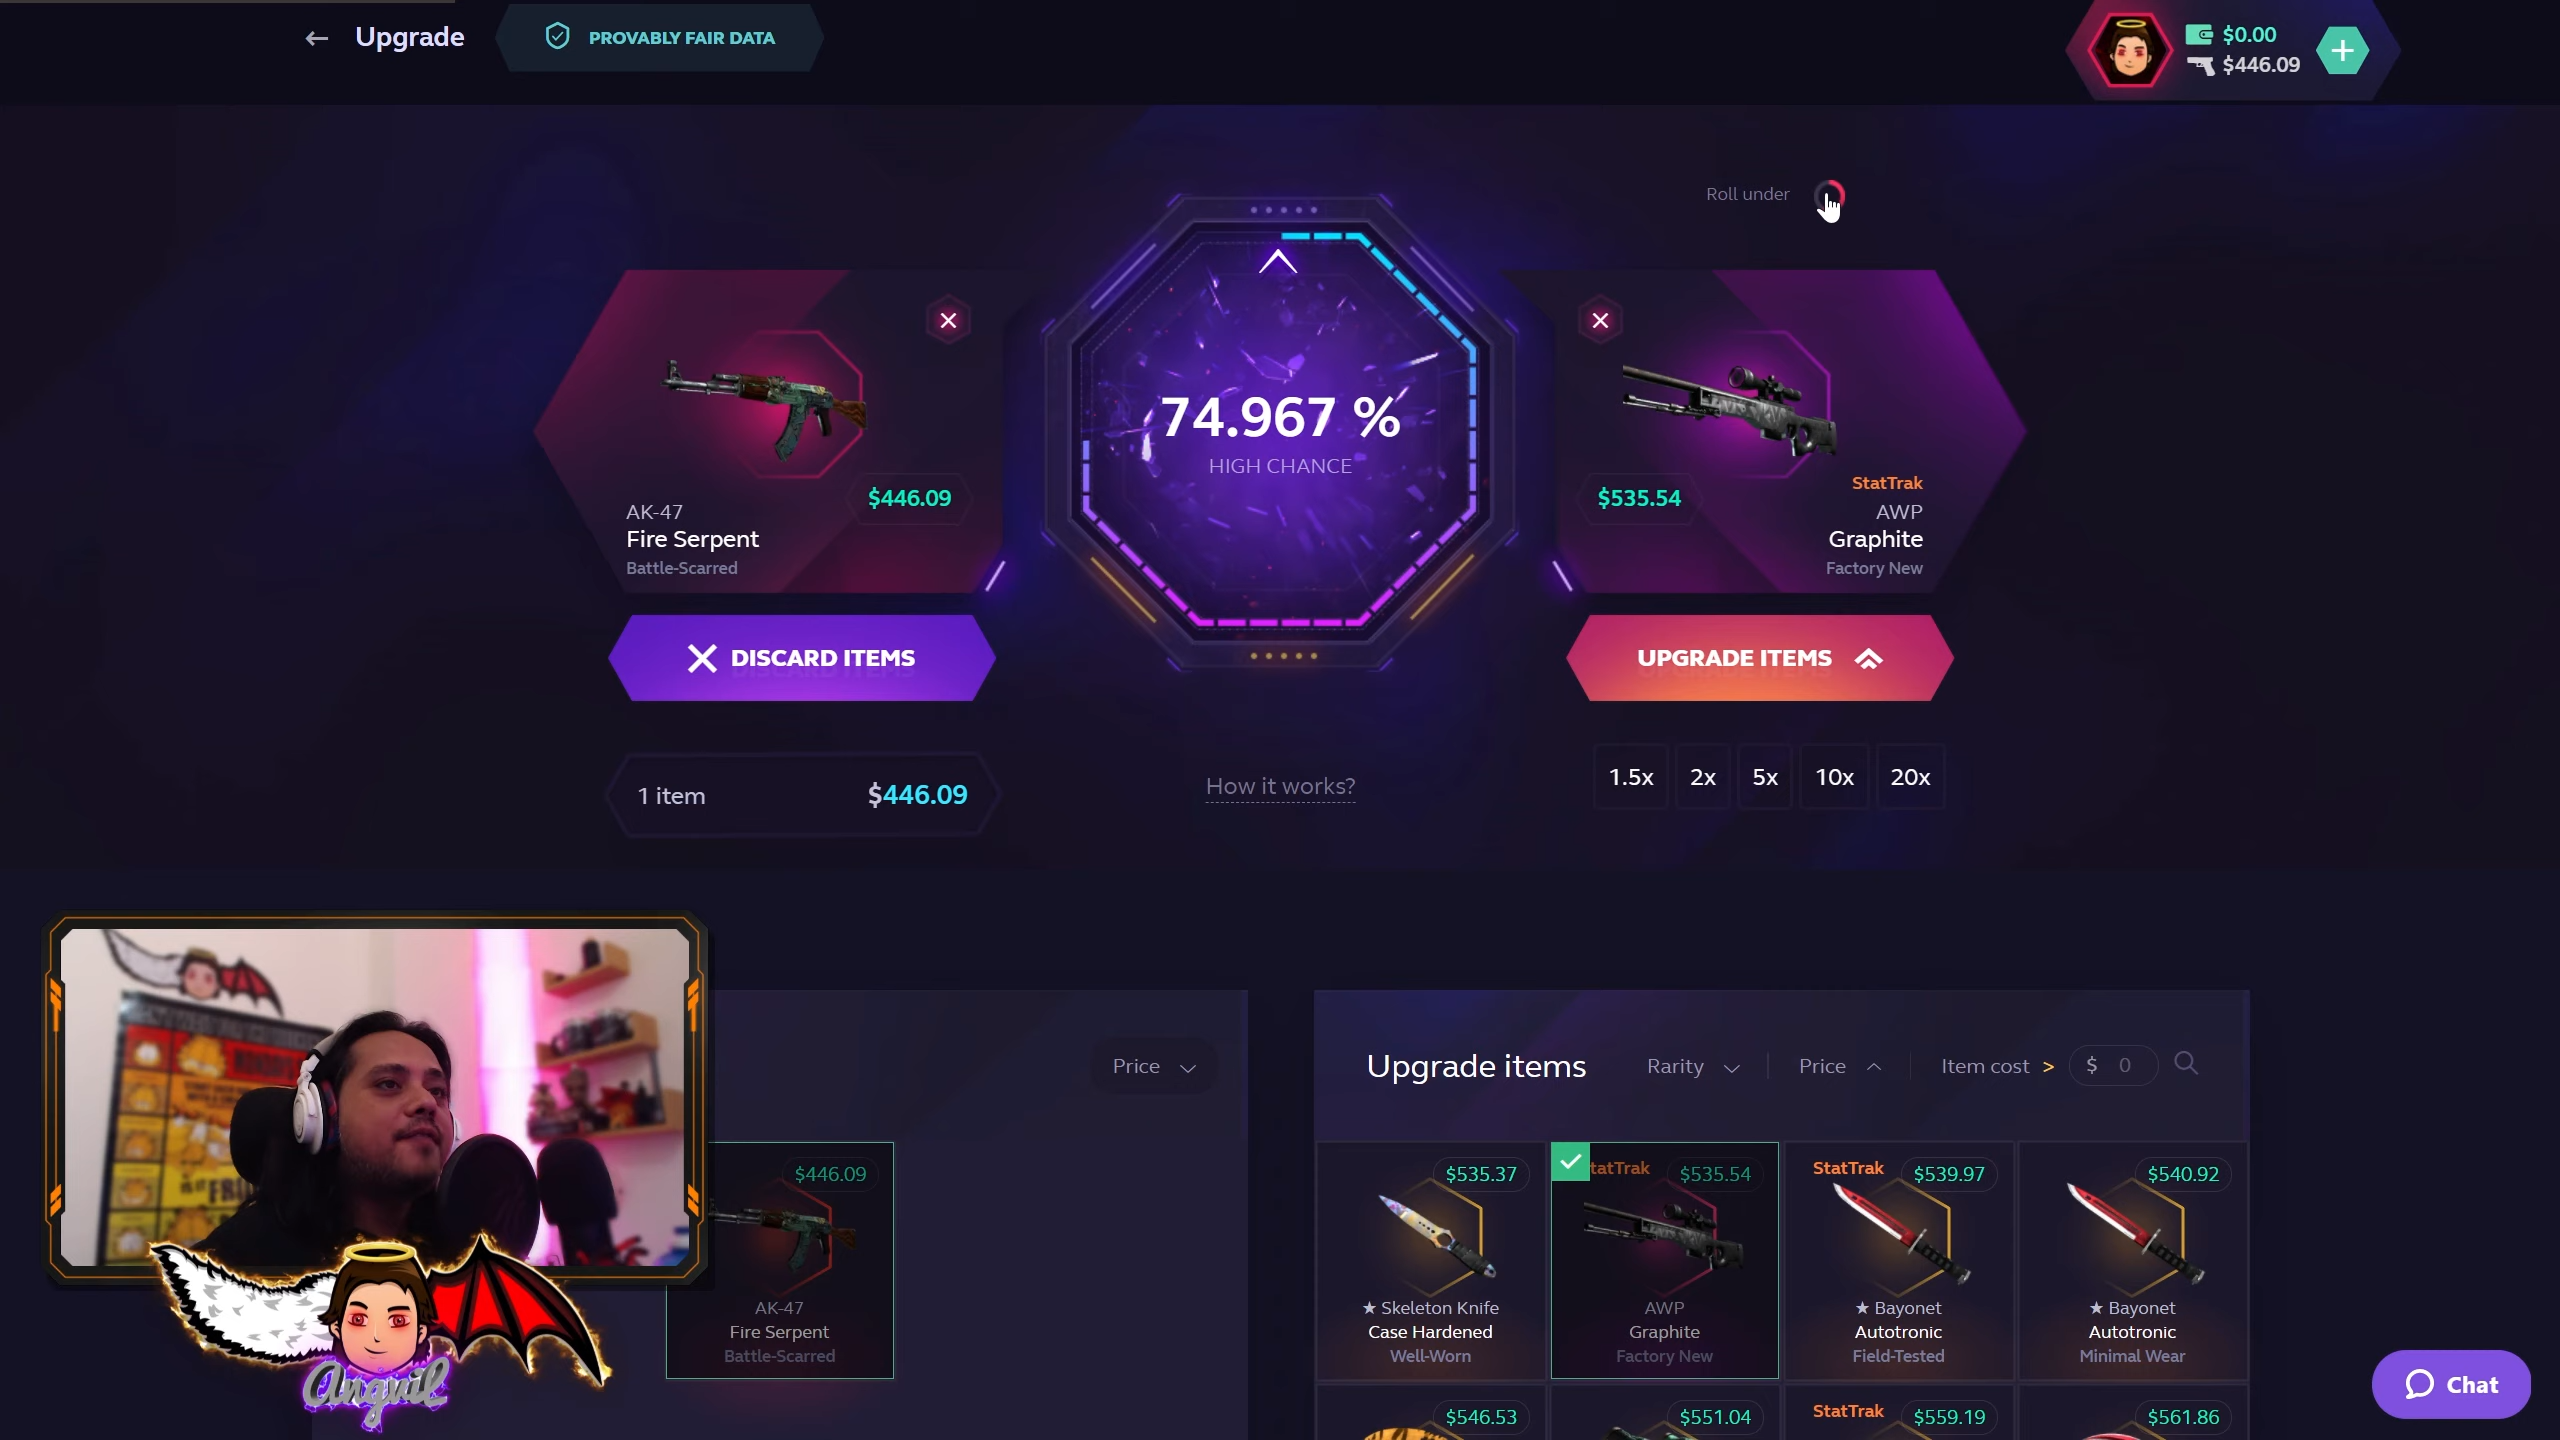 Upgrade
PROVABLY FAIR DATA
$0.00
$446.09
Roll under
74.967 %
HIGH CHANCE
$446.09
AK-47
Fire Serpent
Battle-Scarred
$535.54
StatTrak
AWP
Graphite
Factory New
DISCARD ITEMS
UPGRADE ITEMS
1 item
$446.09
How it works?
1.5x
2x
5x
10x
20x
Price
$446.09
AK-47
Fire Serpent
Battle-Scarred
Upgrade items
Rarity
Price
Item cost >
$ 0
$535.37
★ Skeleton Knife
Case Hardened
Well-Worn
tatTrak
$535.54
AWP
Graphite
Factory New
StatTrak
$539.97
★ Bayonet
Autotronic
Field-Tested
$540.92
★ Bayonet
Autotronic
Minimal Wear
$546.53
$551.04
StatTrak
$559.19
$561.86
Anguil
Chat